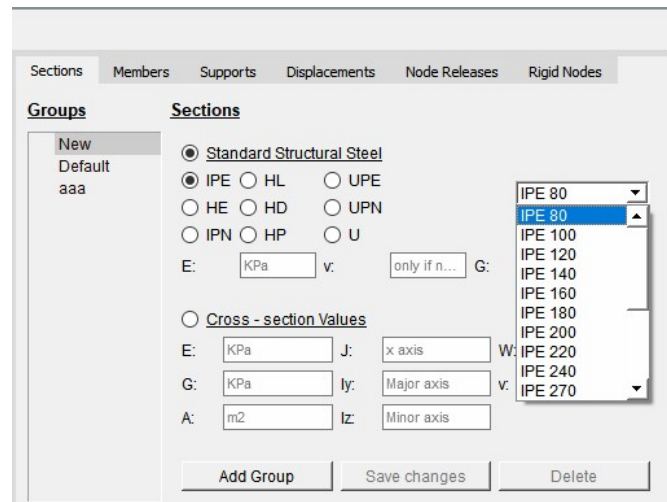 Sections Members Supports Displacements Node Releases Rigid Nodes
Groups Sections
New
Default
aaa
Standard Structural Steel
IPE HL UPE
HE HD UPN
IPN HP U
E: KPa v: only if n... G:
IPE 80
IPE 80
IPE 100
IPE 120
IPE 140
IPE 160
IPE 180
IPE 200
IPE 220
IPE 240
IPE 270
Cross - section Values
E: KPa J: x axis W:
G: KPa Iy: Major axis v:
A: m2 Iz: Minor axis
Add Group Save changes Delete